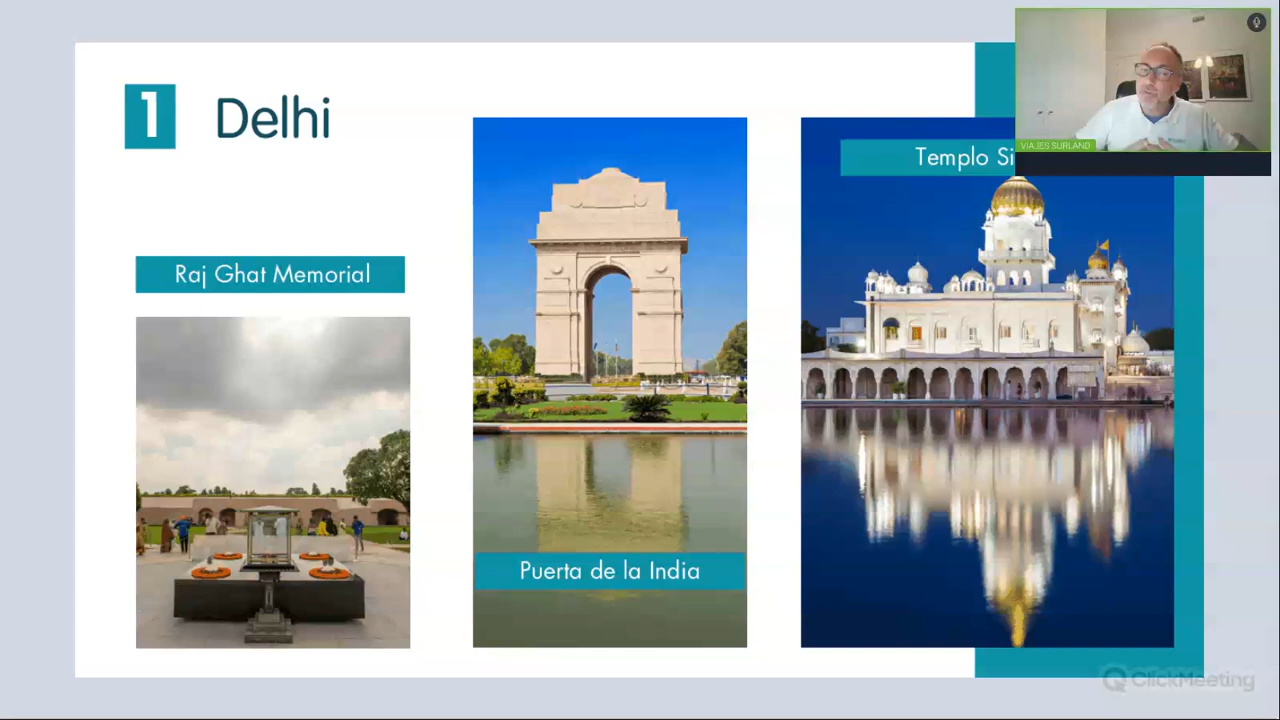 1 Delhi
Raj Ghat Memorial
Puerta de la India
Templo Si
VIAJES SURLAND
ClickMeeting